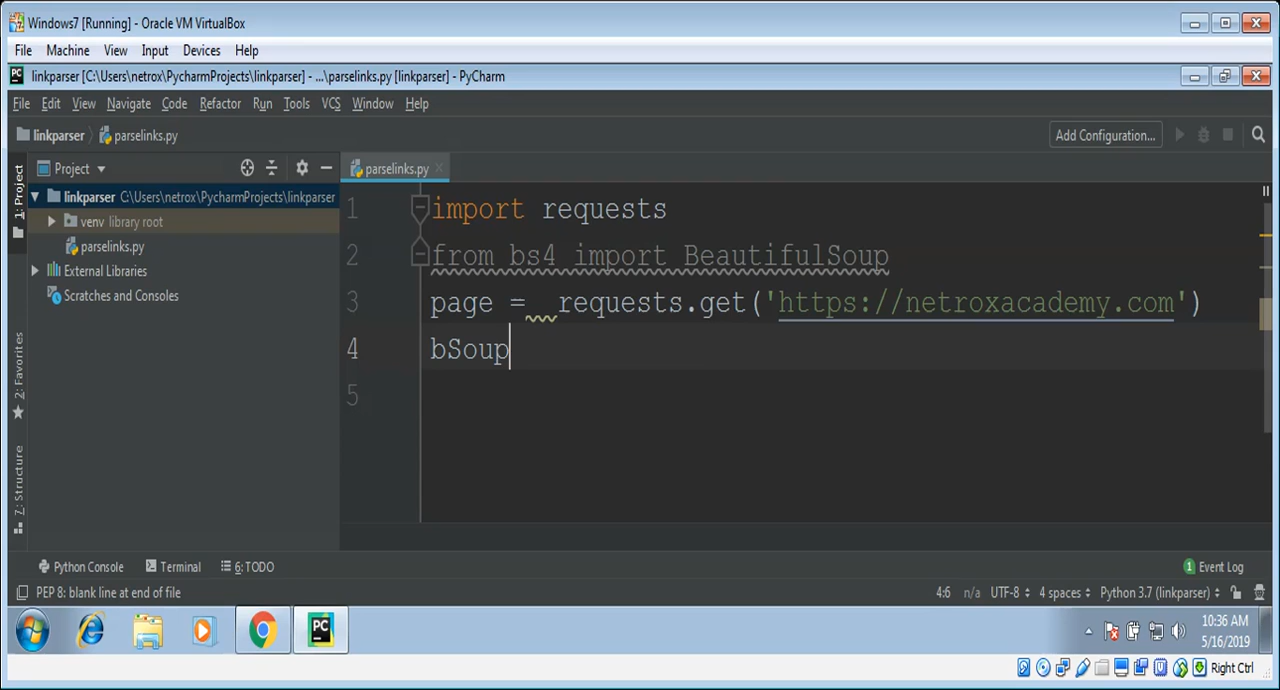 Windows7 [Running] - Oracle VM VirtualBox
File Machine View Input Devices Help
PC linkparser [C:\Users\netrox\PycharmProjects\linkparser] - ...\parselinks.py [linkparser] - PyCharm
File Edit View Navigate Code Refactor Run Tools VCS Window Help
linkparser parselinks.py Add Configuration...
1: Project
Project
parselinks.py
linkparser C:\Users\netrox\PycharmProjects\linkparser
venv library root
parselinks.py
External Libraries
Scratches and Consoles
2: Favorites
7: Structure
1 import requests
2 from bs4 import BeautifulSoup
3 page =  requests.get('https://netroxacademy.com')
4 bSoup
5
Python Console Terminal 6: TODO 1 Event Log
PEP 8: blank line at end of file 4:6 n/a UTF-8 4 spaces Python 3.7 (linkparser)
PC
10:36 AM
5/16/2019
Right Ctrl